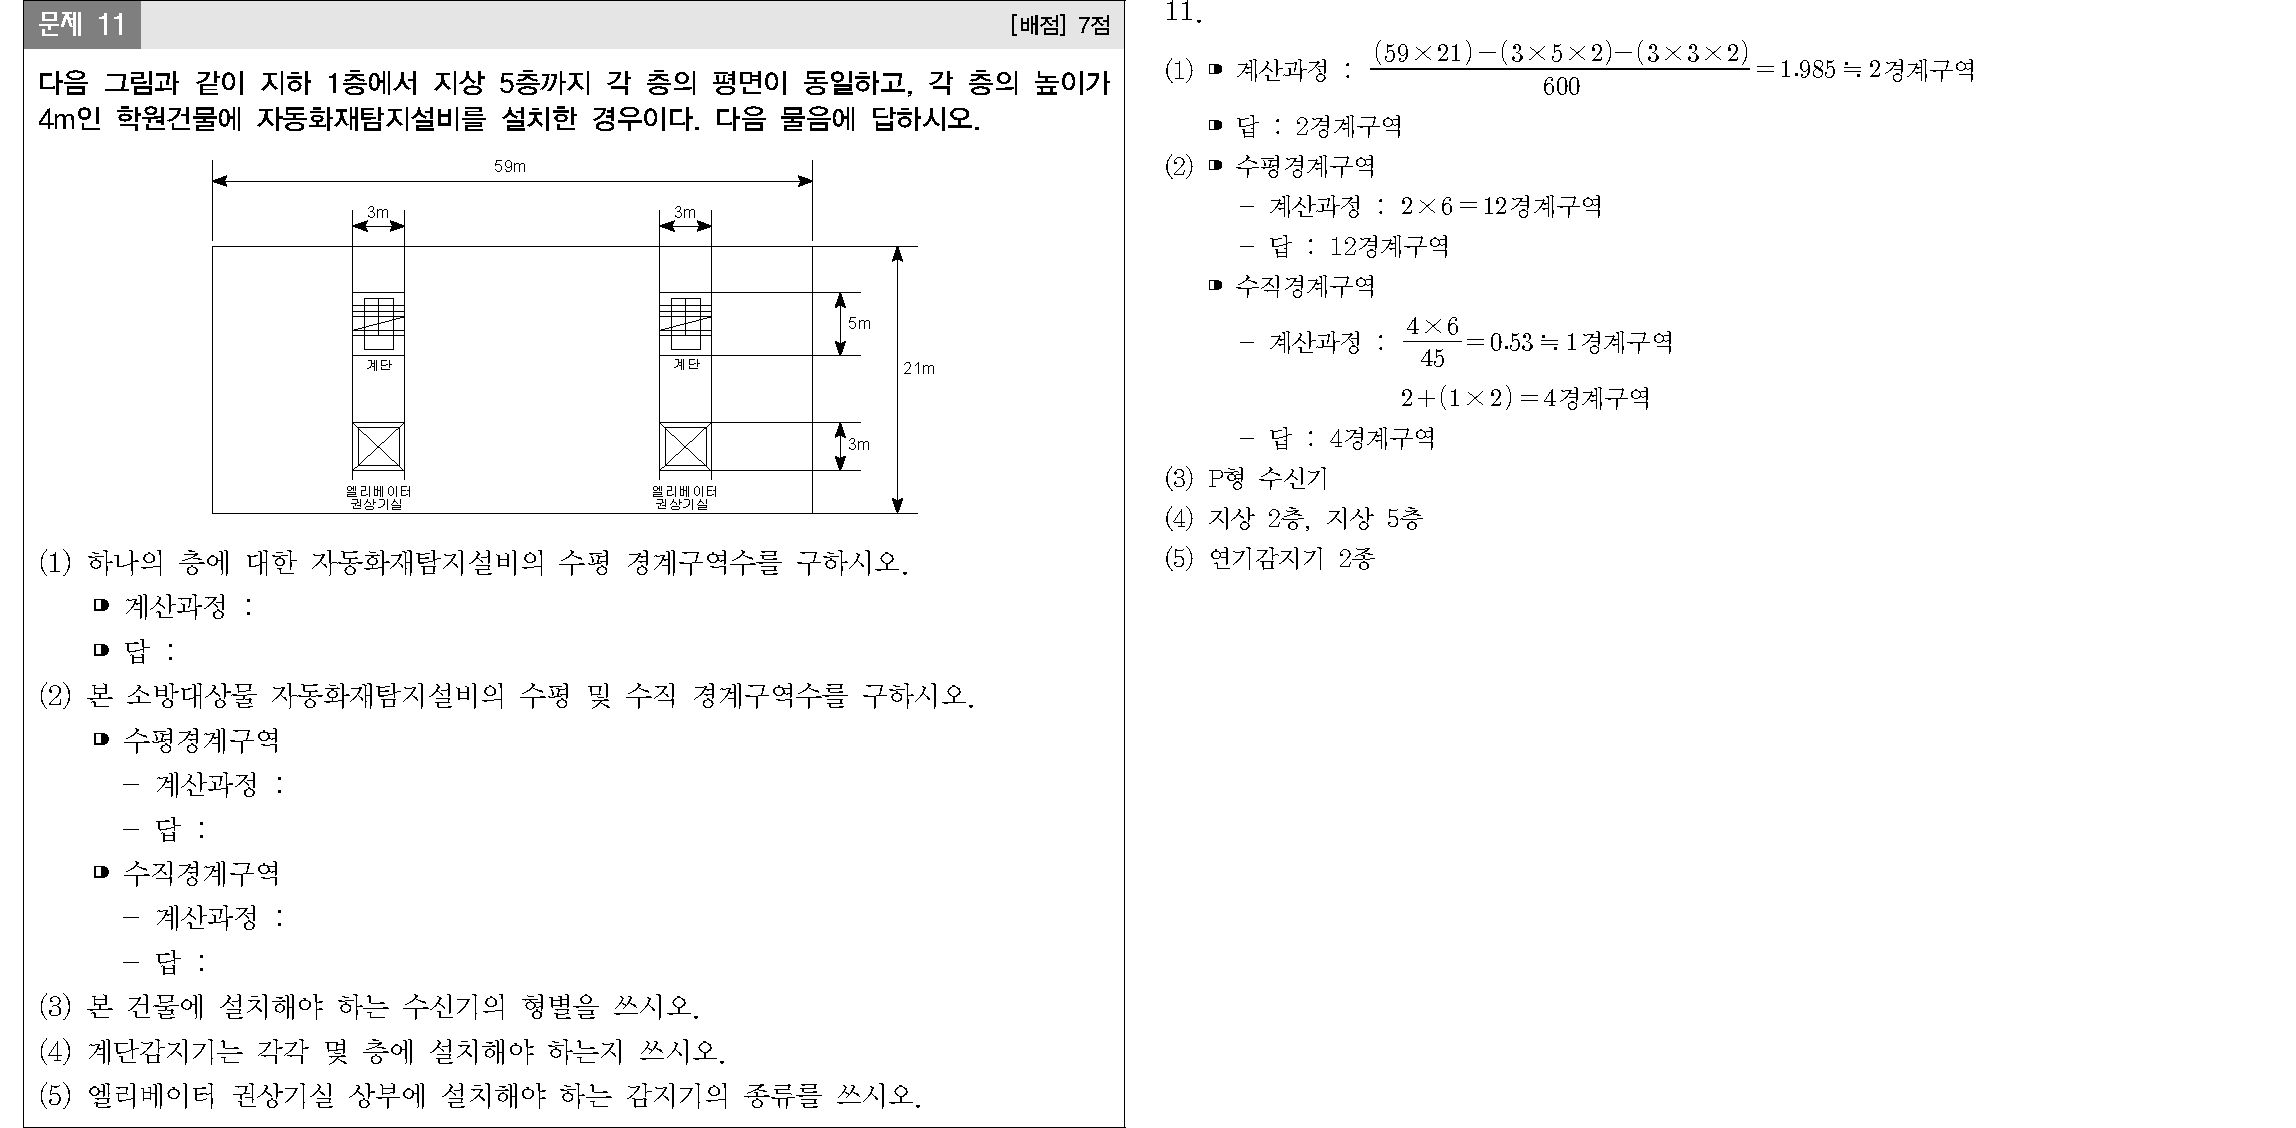 문제 11
[배점] 7점
다음 그림과 같이 지하 1층에서 지상 5층까지 각 층의 평면이 동일하고, 각 층의 높이가
4m인 학원건물에 자동화재탐지설비를 설치한 경우이다. 다음 물음에 답하시오.
59m
3m 3m
5m
계단 계단
21m
3m
엘리베이터 엘리베이터
권상기실 권상기실
(1) 하나의 층에 대한 자동화재탐지설비의 수평 경계구역수를 구하시오.
계산과정 :
답 :
(2) 본 소방대상물 자동화재탐지설비의 수평 및 수직 경계구역수를 구하시오.
수평경계구역
- 계산과정 :
- 답 :
수직경계구역
- 계산과정 :
- 답 :
(3) 본 건물에 설치해야 하는 수신기의 형별을 쓰시오.
(4) 계단감지기는 각각 몇 층에 설치해야 하는지 쓰시오.
(5) 엘리베이터 권상기실 상부에 설치해야 하는 감지기의 종류를 쓰시오.
11.
(1) 계산과정 : (59×21)-(3×5×2)-(3×3×2)/600 = 1.985 ≒ 2경계구역
답 : 2경계구역
(2) 수평경계구역
- 계산과정 : 2×6=12경계구역
- 답 : 12경계구역
수직경계구역
- 계산과정 : 4×6/45 = 0.53 ≒ 1경계구역
2+(1×2)=4경계구역
- 답 : 4경계구역
(3) P형 수신기
(4) 지상 2층, 지상 5층
(5) 연기감지기 2종